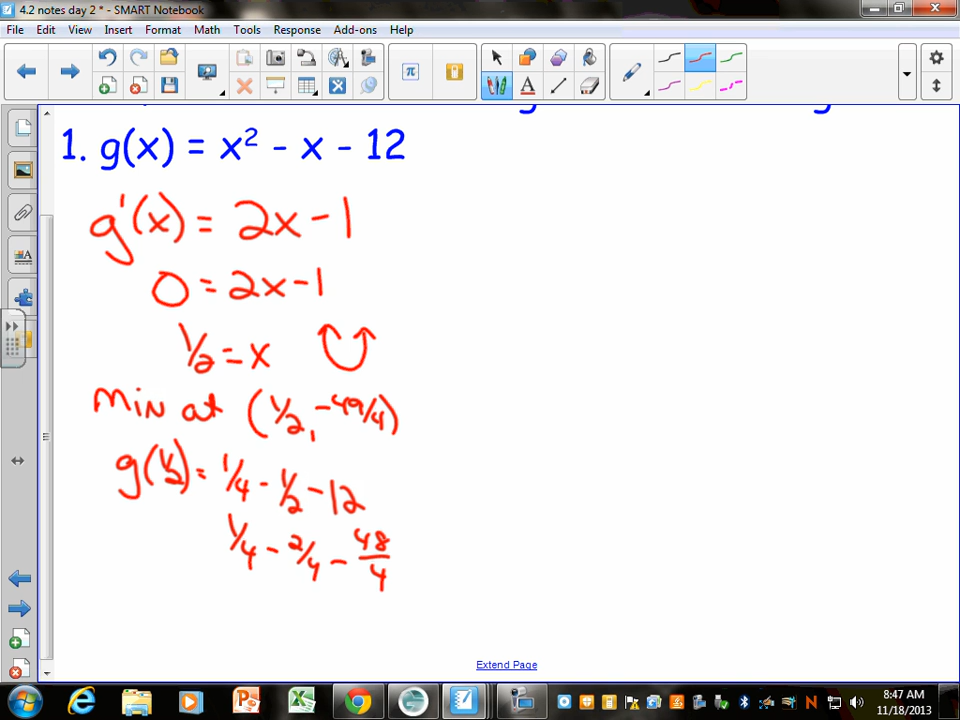 4.2 notes day 2 * - SMART Notebook
File Edit View Insert Format Math Tools Response Add-ons Help
1. g(x) = x² - x - 12
g'(x) = 2x - 1
0 = 2x - 1
1/2 = x
Min at (1/2, -49/4)
g(1/2) = 1/4 - 1/2 - 12
1/4 - 2/4 - 48/4
Extend Page
8:47 AM
11/18/2013